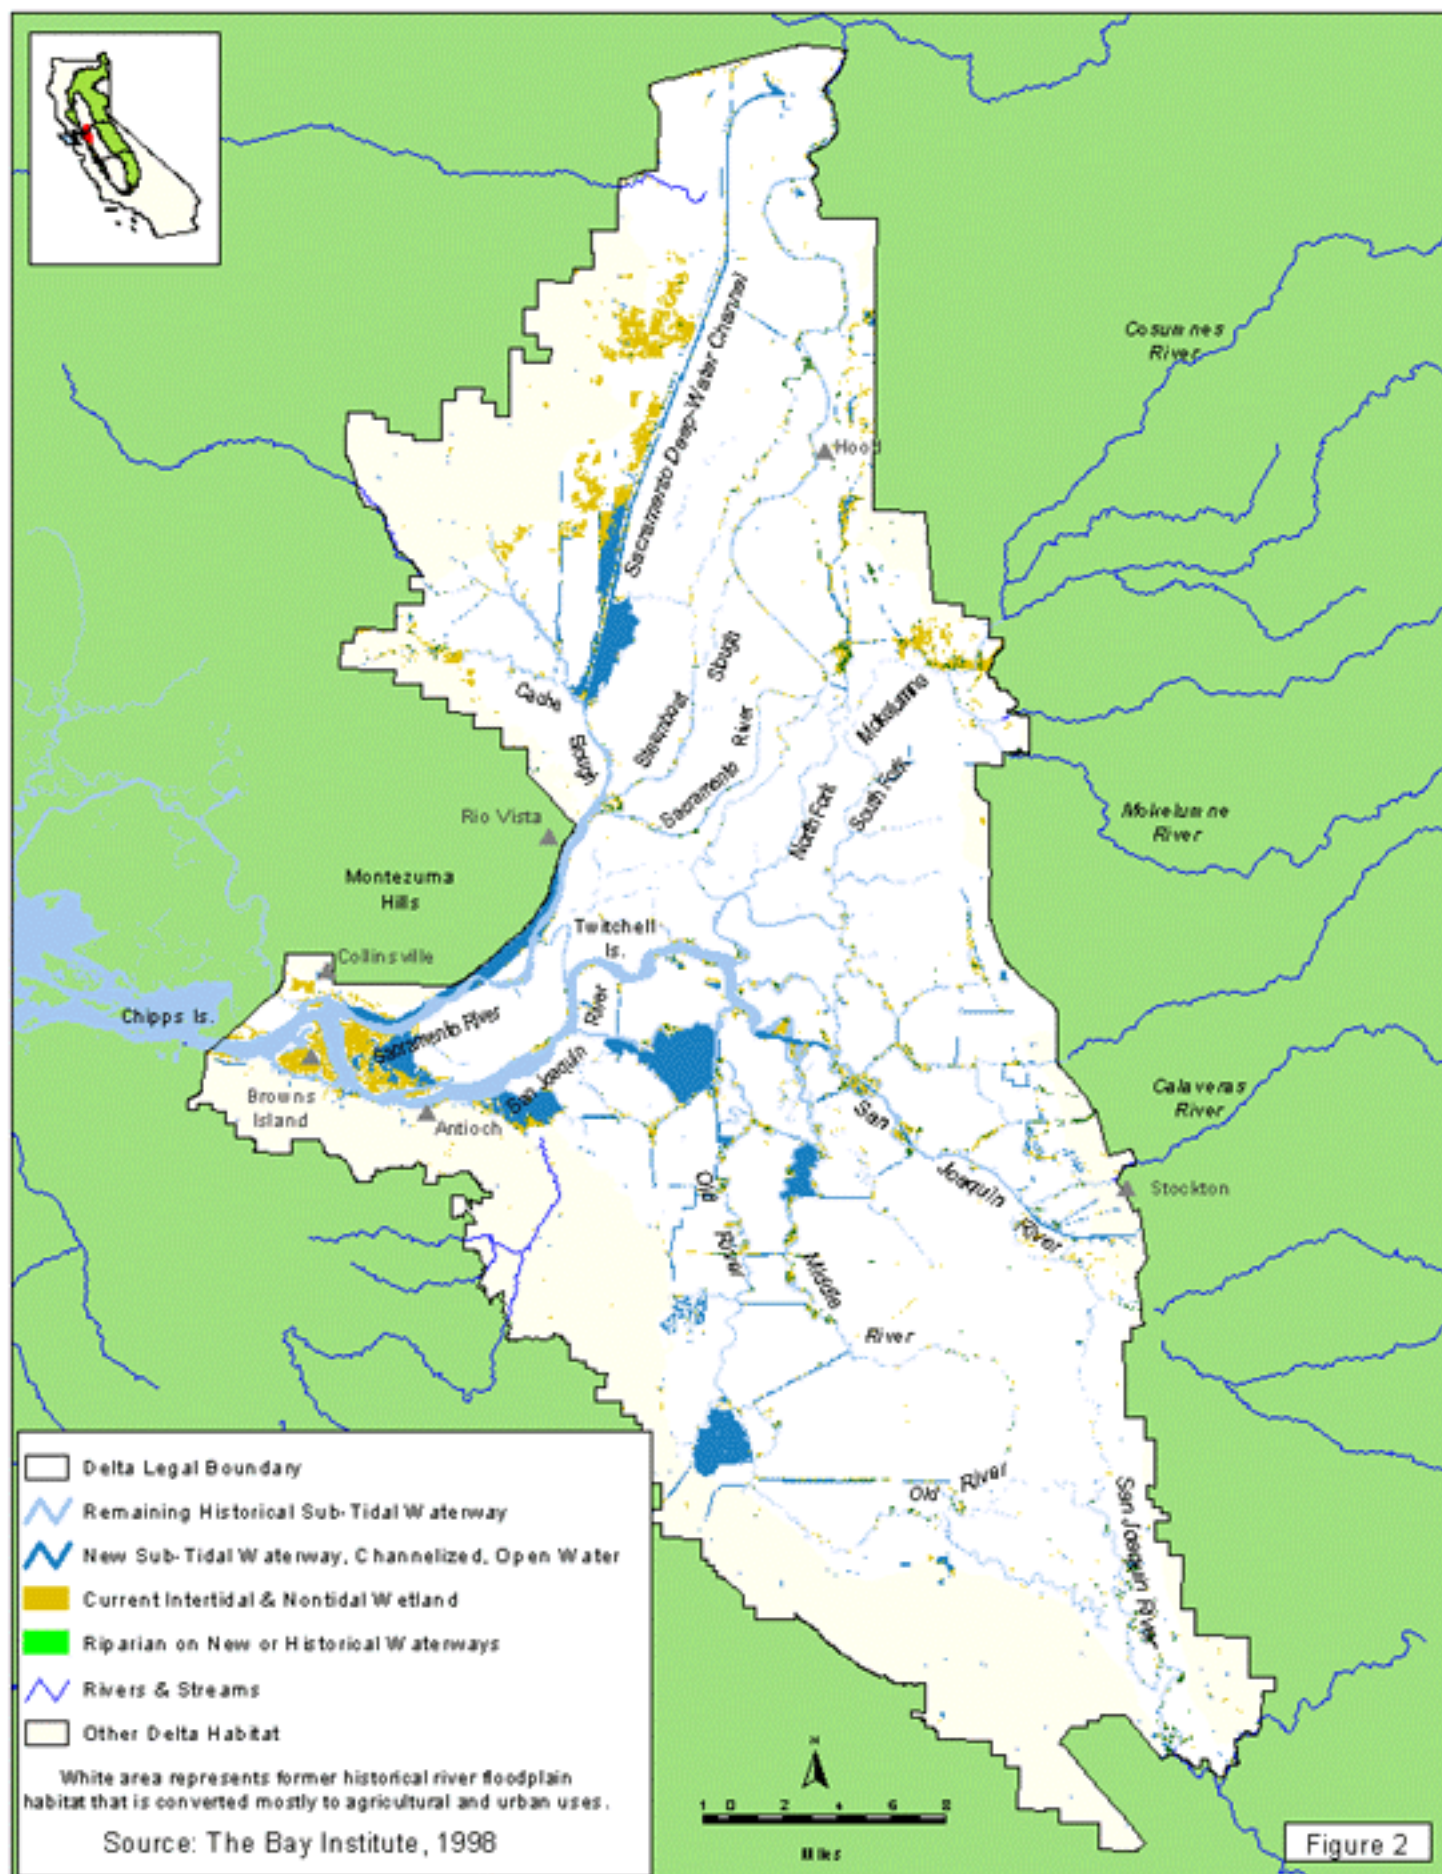 Cosumnes
River
Sacramento Deep-Water Channel
Hood
Cache
Slough
Steamboat
Slough
Sacramento
River
Mokelumne
North Fork
South Fork
Mokelumne
River
Rio Vista
Montezuma
Hills
Twitchell
Is.
Collinsville
Chipps Is.
Sacramento River
San Joaquin
River
Browns
Island
Antioch
Calaveras
River
San
Joaquin
River
Stockton
Old
River
Middle
River
Old
River
San Joaquin River
Delta Legal Boundary
Remaining Historical Sub-Tidal Waterway
New Sub-Tidal Waterway, Channelized, Open Water
Current Intertidal & Nontidal Wetland
Riparian on New or Historical Waterways
Rivers & Streams
Other Delta Habitat
White area represents former historical river floodplain
habitat that is converted mostly to agricultural and urban uses.
Source: The Bay Institute, 1998
N
1 0 2 4 6 8
Miles
Figure 2